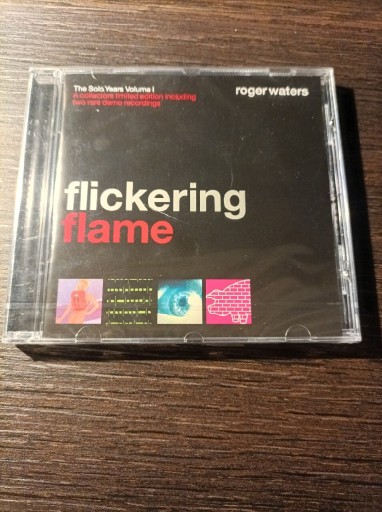 The Solo Years Volume I
A collectors limited edition including
two rare demo recordings
roger waters
flickering
flame